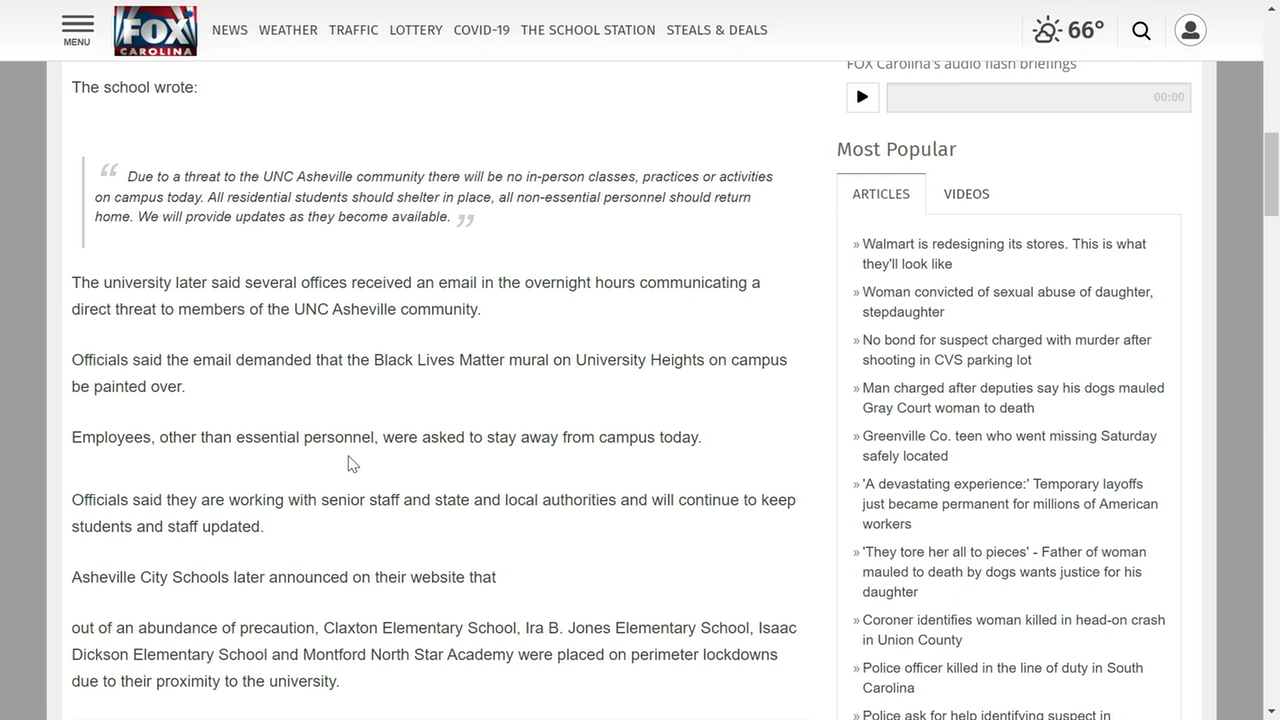 MENU
FOX
CAROLINA
NEWS WEATHER TRAFFIC LOTTERY COVID-19 THE SCHOOL STATION STEALS & DEALS
66°
The school wrote:
“ Due to a threat to the UNC Asheville community there will be no in-person classes, practices or activities
on campus today. All residential students should shelter in place, all non-essential personnel should return
home. We will provide updates as they become available. ”
The university later said several offices received an email in the overnight hours communicating a
direct threat to members of the UNC Asheville community.
Officials said the email demanded that the Black Lives Matter mural on University Heights on campus
be painted over.
Employees, other than essential personnel, were asked to stay away from campus today.
Officials said they are working with senior staff and state and local authorities and will continue to keep
students and staff updated.
Asheville City Schools later announced on their website that
out of an abundance of precaution, Claxton Elementary School, Ira B. Jones Elementary School, Isaac
Dickson Elementary School and Montford North Star Academy were placed on perimeter lockdowns
due to their proximity to the university.
FOX Carolina's audio flash briefings
00:00
Most Popular
ARTICLES VIDEOS
» Walmart is redesigning its stores. This is what
they'll look like
» Woman convicted of sexual abuse of daughter,
stepdaughter
» No bond for suspect charged with murder after
shooting in CVS parking lot
» Man charged after deputies say his dogs mauled
Gray Court woman to death
» Greenville Co. teen who went missing Saturday
safely located
» 'A devastating experience:' Temporary layoffs
just became permanent for millions of American
workers
» 'They tore her all to pieces' - Father of woman
mauled to death by dogs wants justice for his
daughter
» Coroner identifies woman killed in head-on crash
in Union County
» Police officer killed in the line of duty in South
Carolina
» Police ask for help identifying suspect in